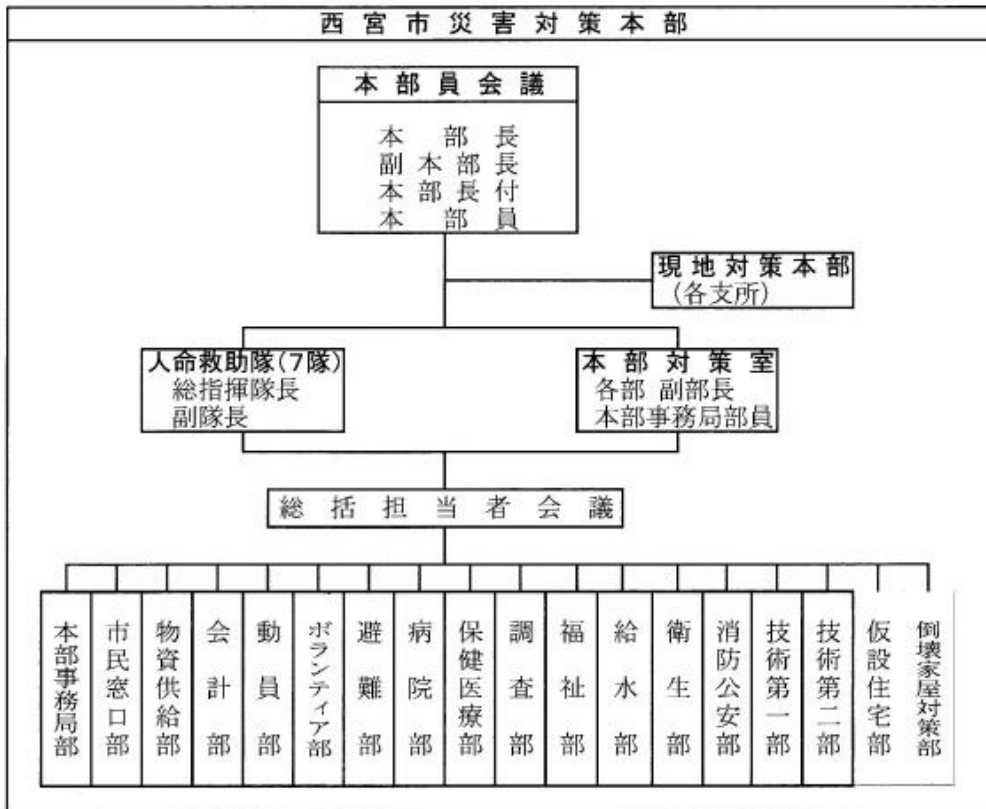 西宮市災害対策本部
本部員会議
本部長
副本部長
本部長付
本部員
現地対策本部
(各支所)
人命救助隊(7隊)
総指揮隊長
副隊長
本部対策室
各部 副部長
本部事務局部員
総括担当者会議
本部事務局部
市民窓口部
物資供給部
会計部
動員部
ボランティア部
避難部
病院部
保健医療部
調査部
福祉部
給水部
衛生部
消防公安部
技術第一部
技術第二部
仮設住宅部
倒壊家屋対策部